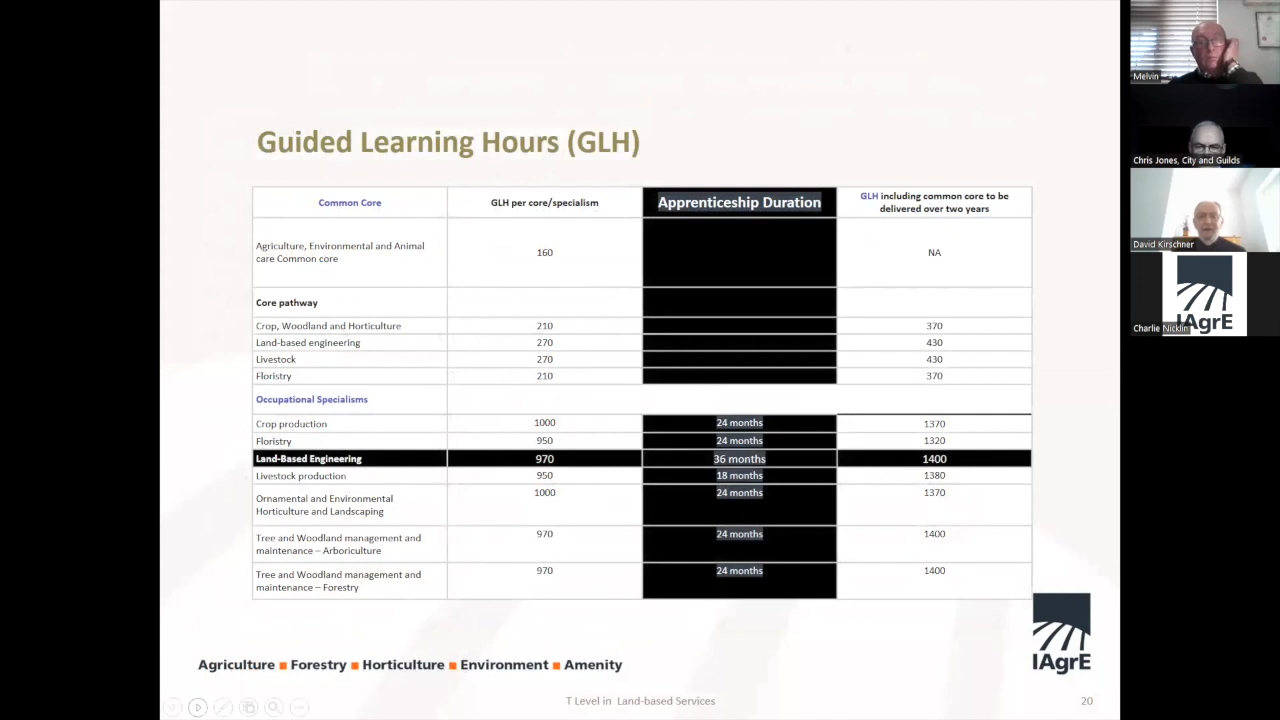 Guided Learning Hours (GLH)
Common Core
GLH per core/specialism
Apprenticeship Duration
GLH including common core to be
delivered over two years
Agriculture, Environmental and Animal
care Common core
160
NA
Core pathway
Crop, Woodland and Horticulture
210
370
Land-based engineering
270
430
Livestock
270
430
Floristry
210
370
Occupational Specialisms
Crop production
1000
24 months
1370
Floristry
950
24 months
1320
Land-Based Engineering
970
36 months
1400
Livestock production
950
18 months
1380
Ornamental and Environmental
Horticulture and Landscaping
1000
24 months
1370
Tree and Woodland management and
maintenance – Arboriculture
970
24 months
1400
Tree and Woodland management and
maintenance – Forestry
970
24 months
1400
IAgrE
Agriculture ■ Forestry ■ Horticulture ■ Environment ■ Amenity
T Level in Land-based Services
20
Melvin
Chris Jones, City and Guilds
David Kirschner
IAgrE
Charlie Nicklin